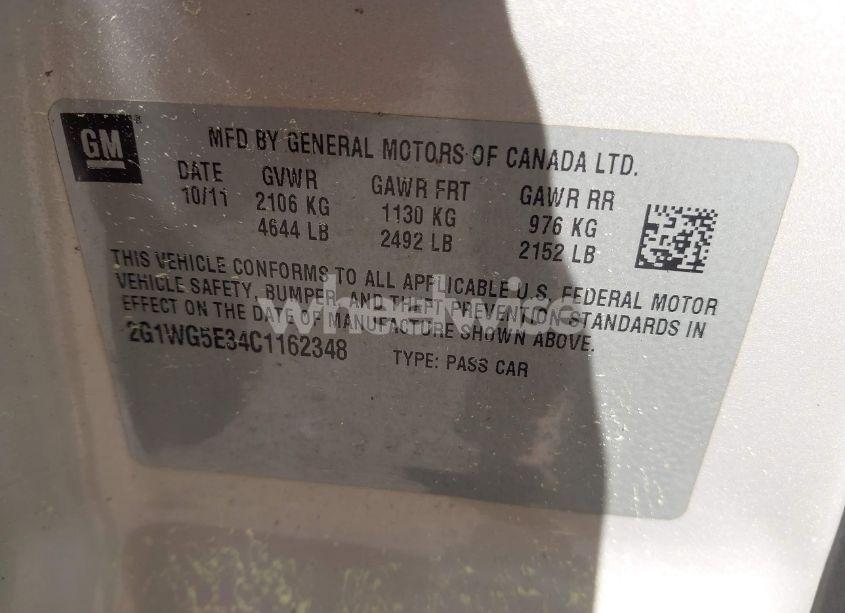 GM
MFD BY GENERAL MOTORS OF CANADA LTD.
DATE GVWR GAWR FRT GAWR RR
10/11 2106 KG 1130 KG 976 KG
4644 LB 2492 LB 2152 LB
THIS VEHICLE CONFORMS TO ALL APPLICABLE U.S. FEDERAL MOTOR
VEHICLE SAFETY, BUMPER, AND THEFT PREVENTION STANDARDS IN
EFFECT ON THE DATE OF MANUFACTURE SHOWN ABOVE.
2G1WG5E34C1162348 TYPE: PASS CAR